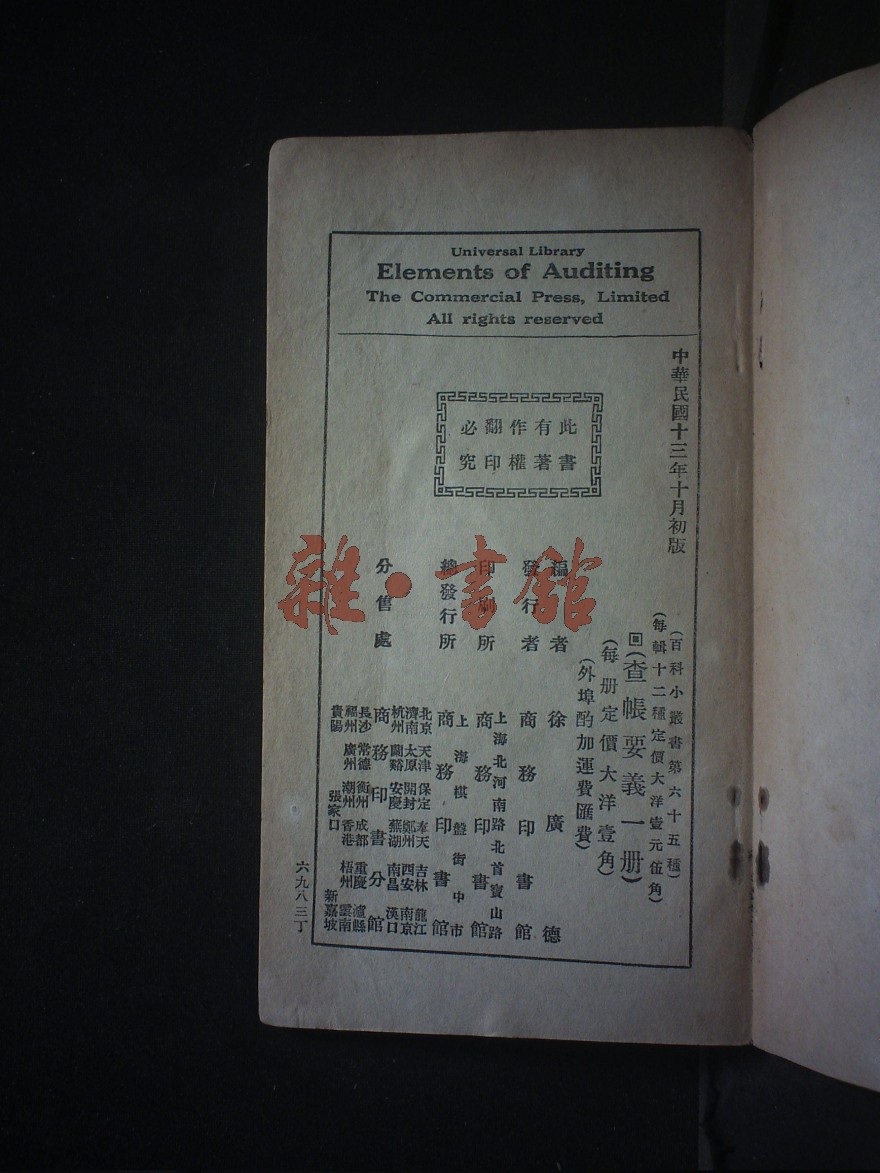 Universal Library
Elements of Auditing
The Commercial Press, Limited
All rights reserved
中華民國十三年十月初版
此書
有著
作權
翻印
必究
(百科小叢書第六十五種)
(每輯十二種定價大洋壹元伍角)
回(查帳要義一册)
(每册定價大洋壹角)
(外埠酌加運費匯費)
編者 徐廣德
發行者 商務印書館
印刷所 上海北河南路北首寶山路 商務印書館
總發行所 上海棋盤街中市 商務印書館
分售處
北京 天津 保定 奉天 吉林 龍江
濟南 太原 開封 鄭州 西安 南京
杭州 蘭谿 安慶 蕪湖 南昌 漢口
商務印書分館
長沙 常德 衡州 成都 重慶 瀘縣
福州 廣州 潮州 香港 梧州 雲南
貴陽 張家口 新嘉坡
六九八三丁
雜·書館